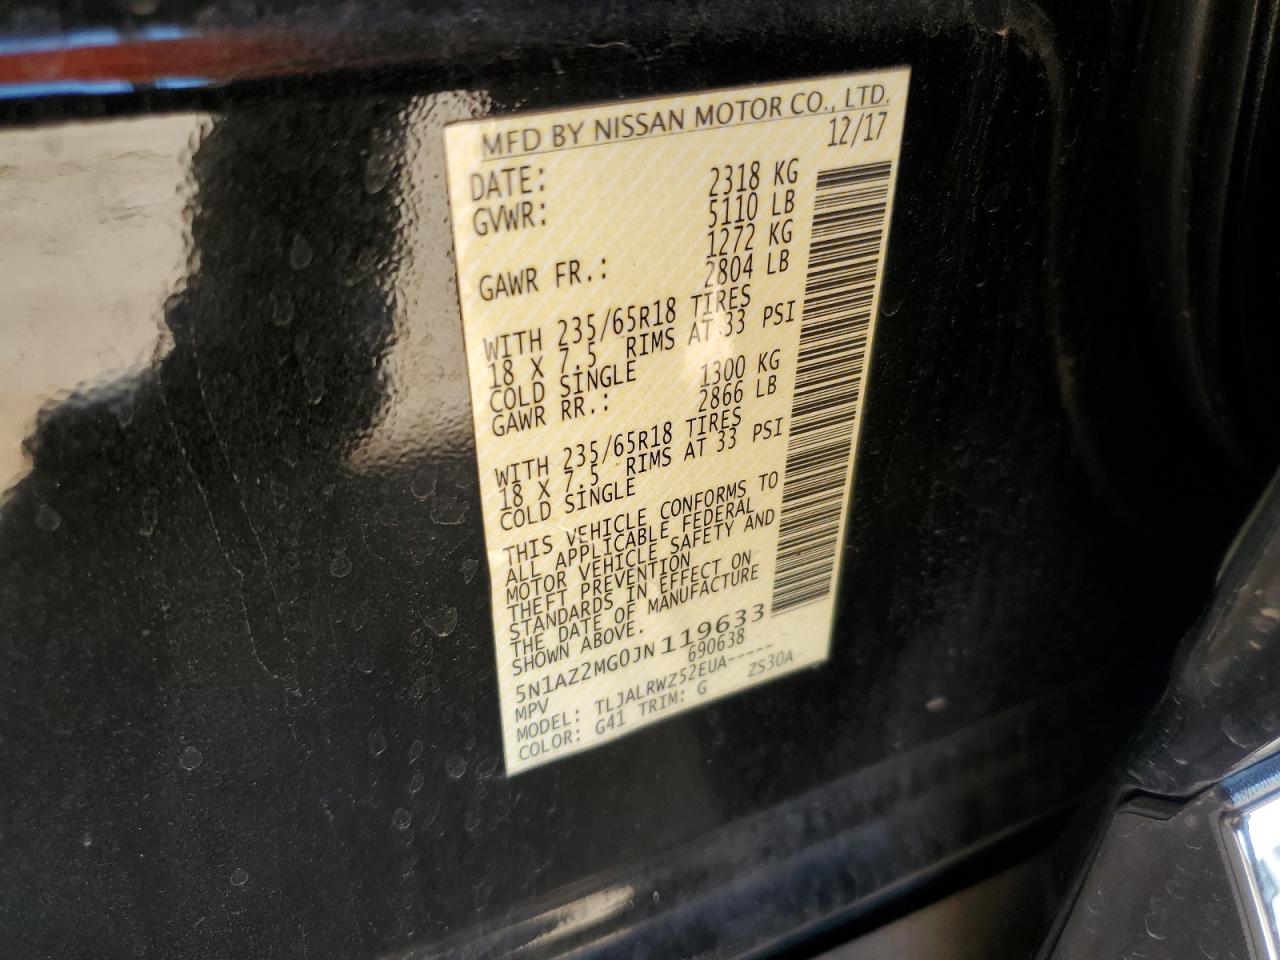 MFD BY NISSAN MOTOR CO., LTD.
DATE: 12/17
GVWR: 2318 KG
5110 LB
GAWR FR.: 1272 KG
2804 LB
WITH 235/65R18 TIRES
18 X 7.5 RIMS AT 33 PSI
COLD SINGLE
GAWR RR.: 1300 KG
2866 LB
WITH 235/65R18 TIRES
18 X 7.5 RIMS AT 33 PSI
COLD SINGLE
THIS VEHICLE CONFORMS TO
ALL APPLICABLE FEDERAL
MOTOR VEHICLE SAFETY AND
THEFT PREVENTION
STANDARDS IN EFFECT ON
THE DATE OF MANUFACTURE
SHOWN ABOVE.
5N1AZ2MG0JN119633
MPV 690638
MODEL: TLJALRWZ52EUA-----
COLOR: G41 TRIM: G ZS30A